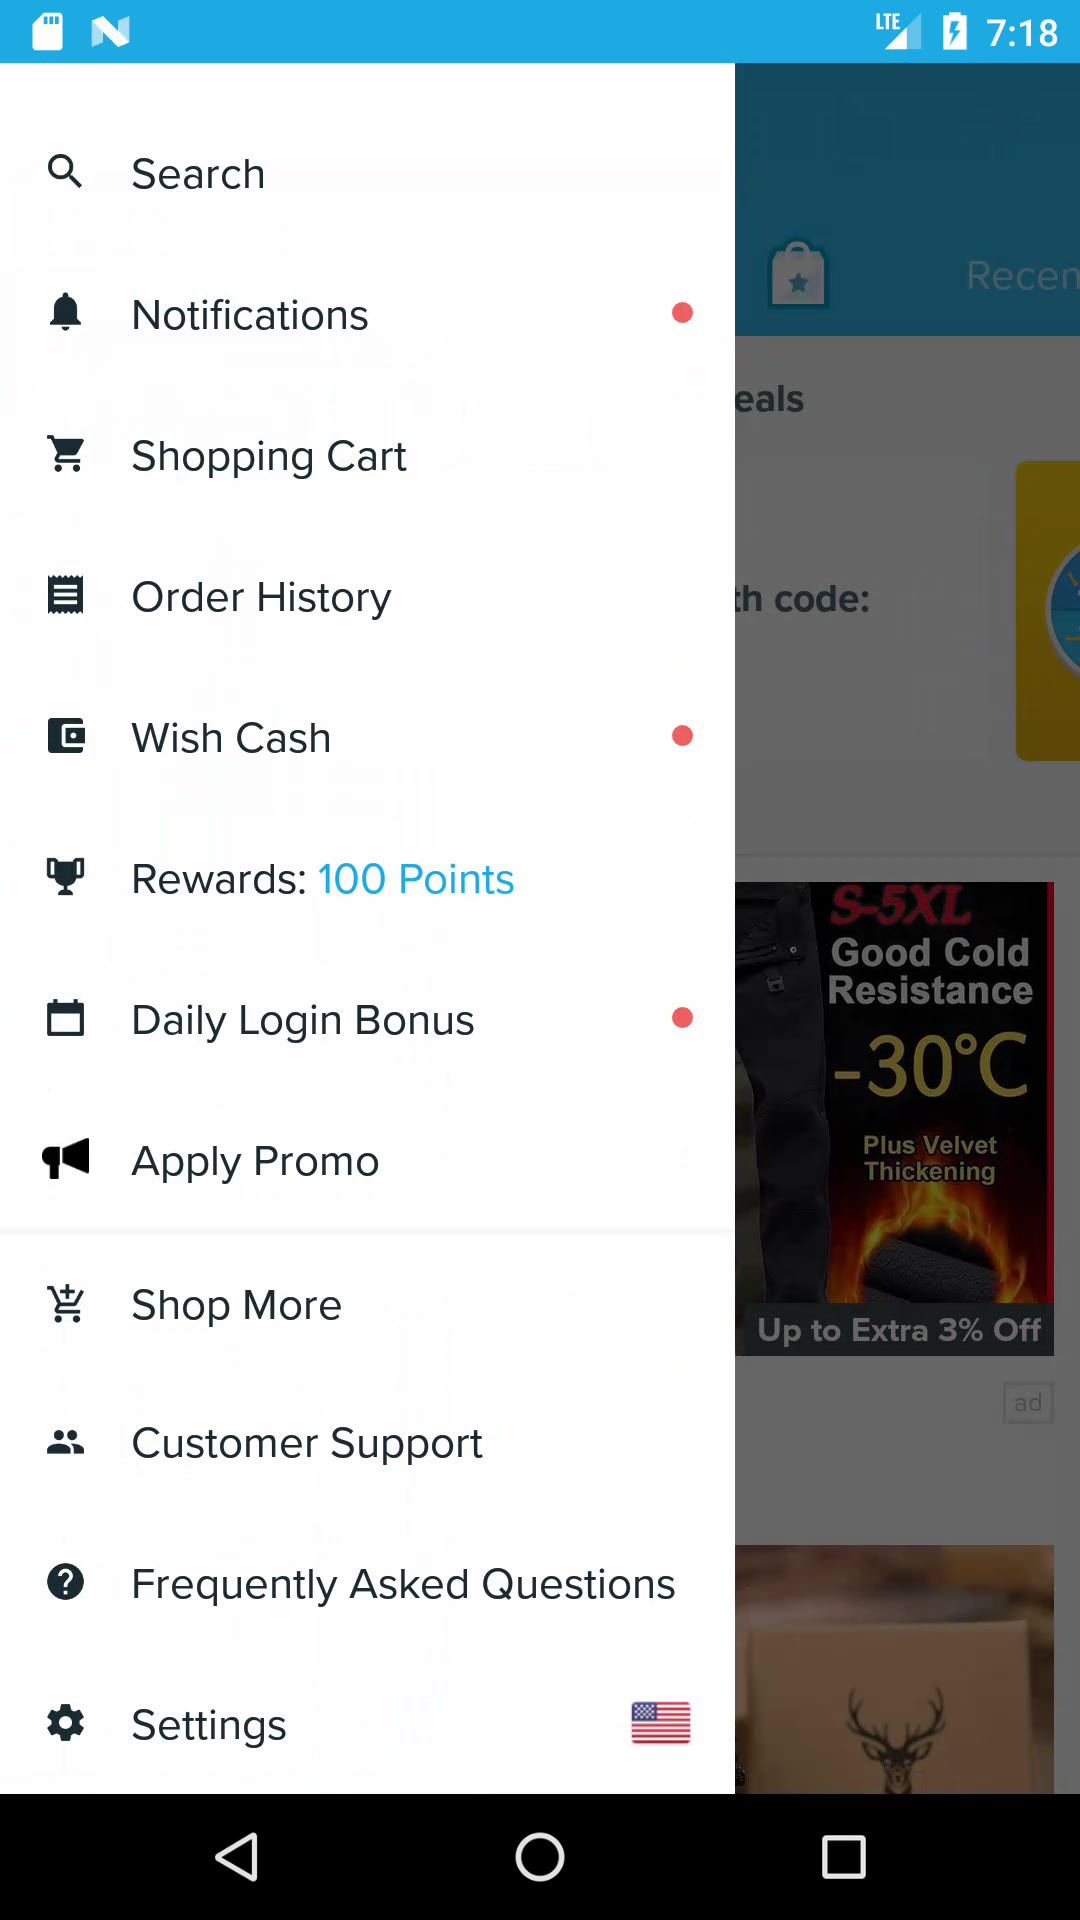 LTE 7:18
Search
Notifications
Shopping Cart
Order History
Wish Cash
Rewards: 100 Points
Daily Login Bonus
Apply Promo
Shop More
Customer Support
Frequently Asked Questions
Settings
Recen
eals
th code:
S-5XL
Good Cold
Resistance
-30°C
Plus Velvet
Thickening
Up to Extra 3% Off
ad